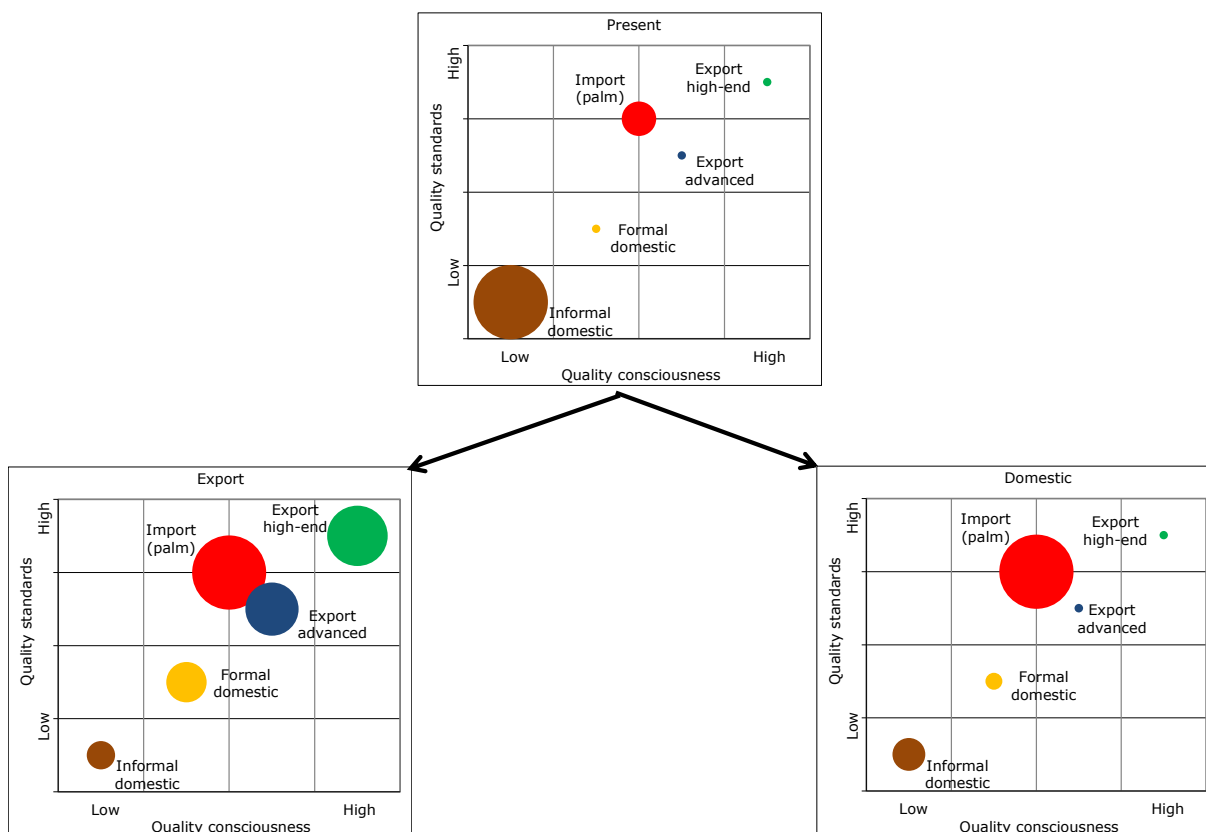 Present
High
Quality standards
Low
Import
(palm)
Export
high-end
Export
advanced
Formal
domestic
Informal
domestic
Low
High
Quality consciousness
Export
High
Quality standards
Low
Import
(palm)
Export
high-end
Export
advanced
Formal
domestic
Informal
domestic
Low
High
Quality consciousness
Domestic
High
Quality standards
Low
Import
(palm)
Export
high-end
Export
advanced
Formal
domestic
Informal
domestic
Low
High
Quality consciousness